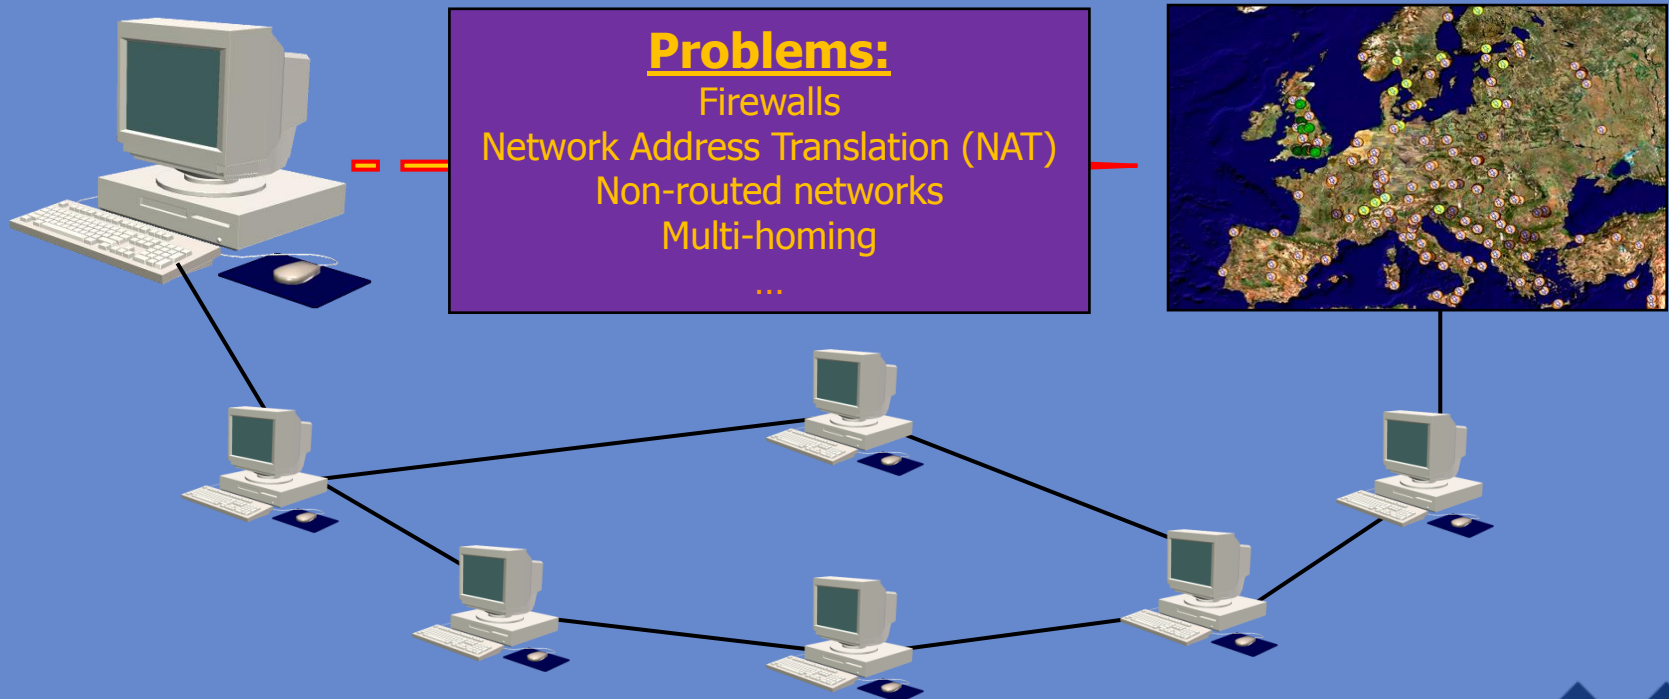 Problems:
Firewalls
Network Address Translation (NAT)
Non-routed networks
Multi-homing
...